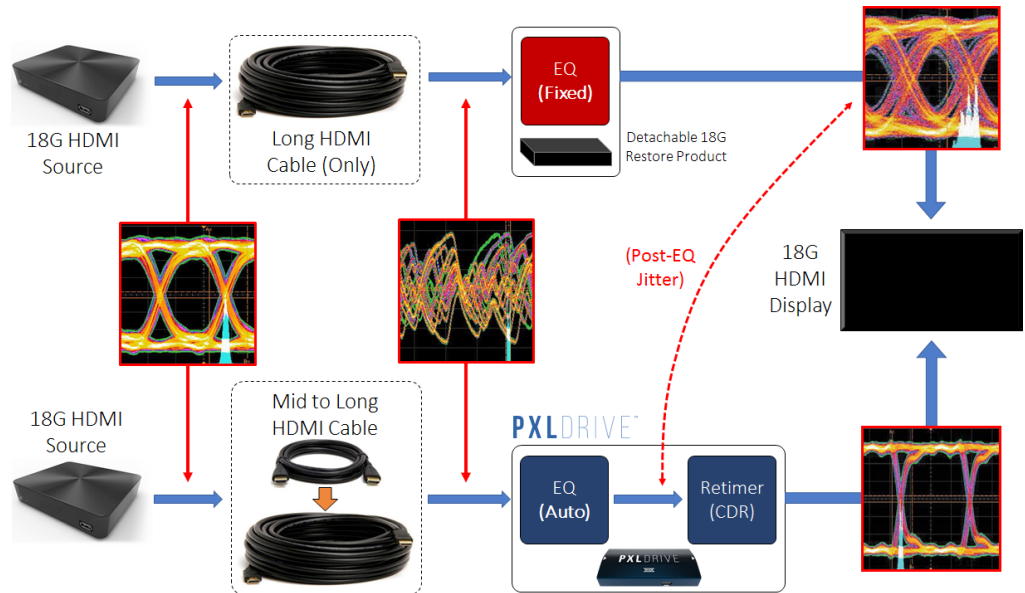 18G HDMI
Source
Long HDMI
Cable (Only)
EQ
(Fixed)
Detachable 18G
Restore Product
(Post-EQ
Jitter)
18G
HDMI
Display
18G HDMI
Source
Mid to Long
HDMI Cable
PXLDRIVE™
EQ
(Auto)
Retimer
(CDR)
PXLDRIVE